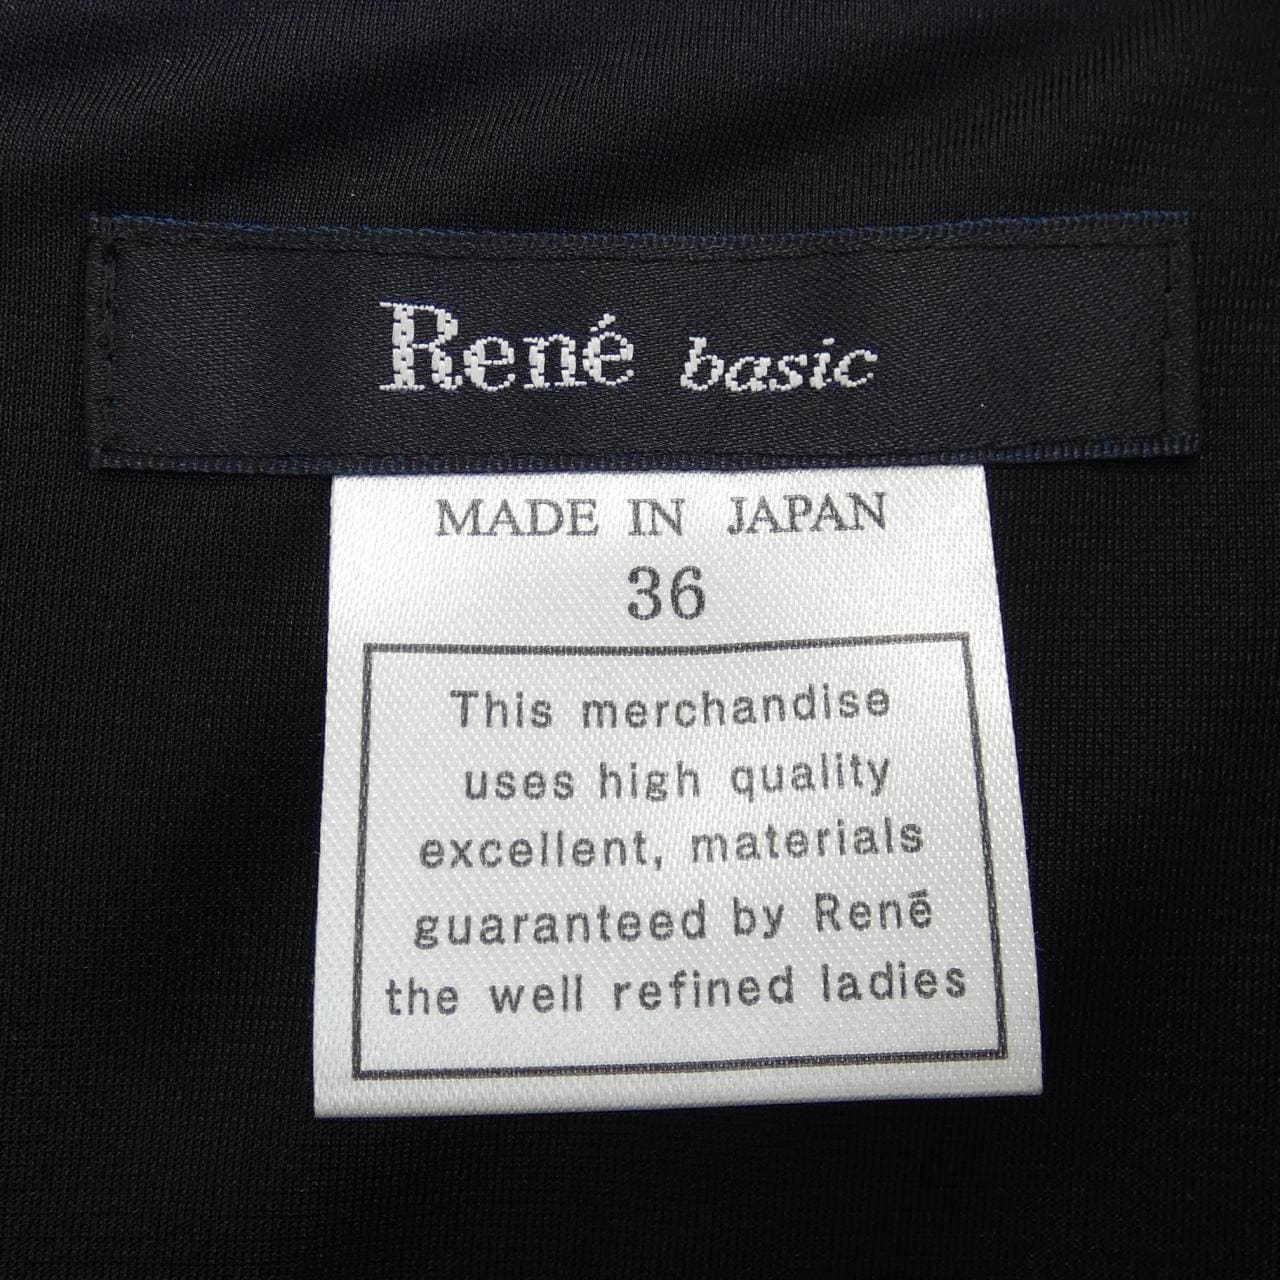 René basic
MADE IN JAPAN
36
This merchandise
uses high quality
excellent, materials
guaranteed by René
the well refined ladies